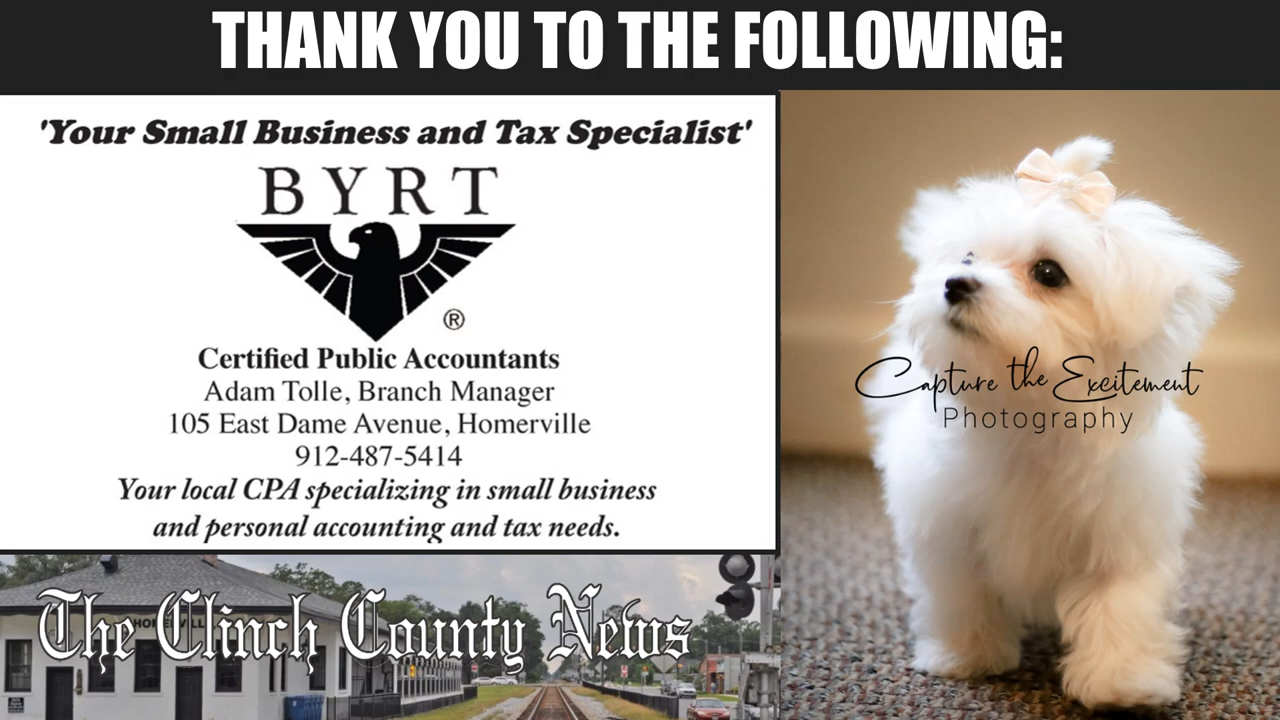 THANK YOU TO THE FOLLOWING:
'Your Small Business and Tax Specialist'
BYRT
®
Certified Public Accountants
Adam Tolle, Branch Manager
105 East Dame Avenue, Homerville
912-487-5414
Your local CPA specializing in small business
and personal accounting and tax needs.
Capture the Excitement
Photography
The Clinch County News